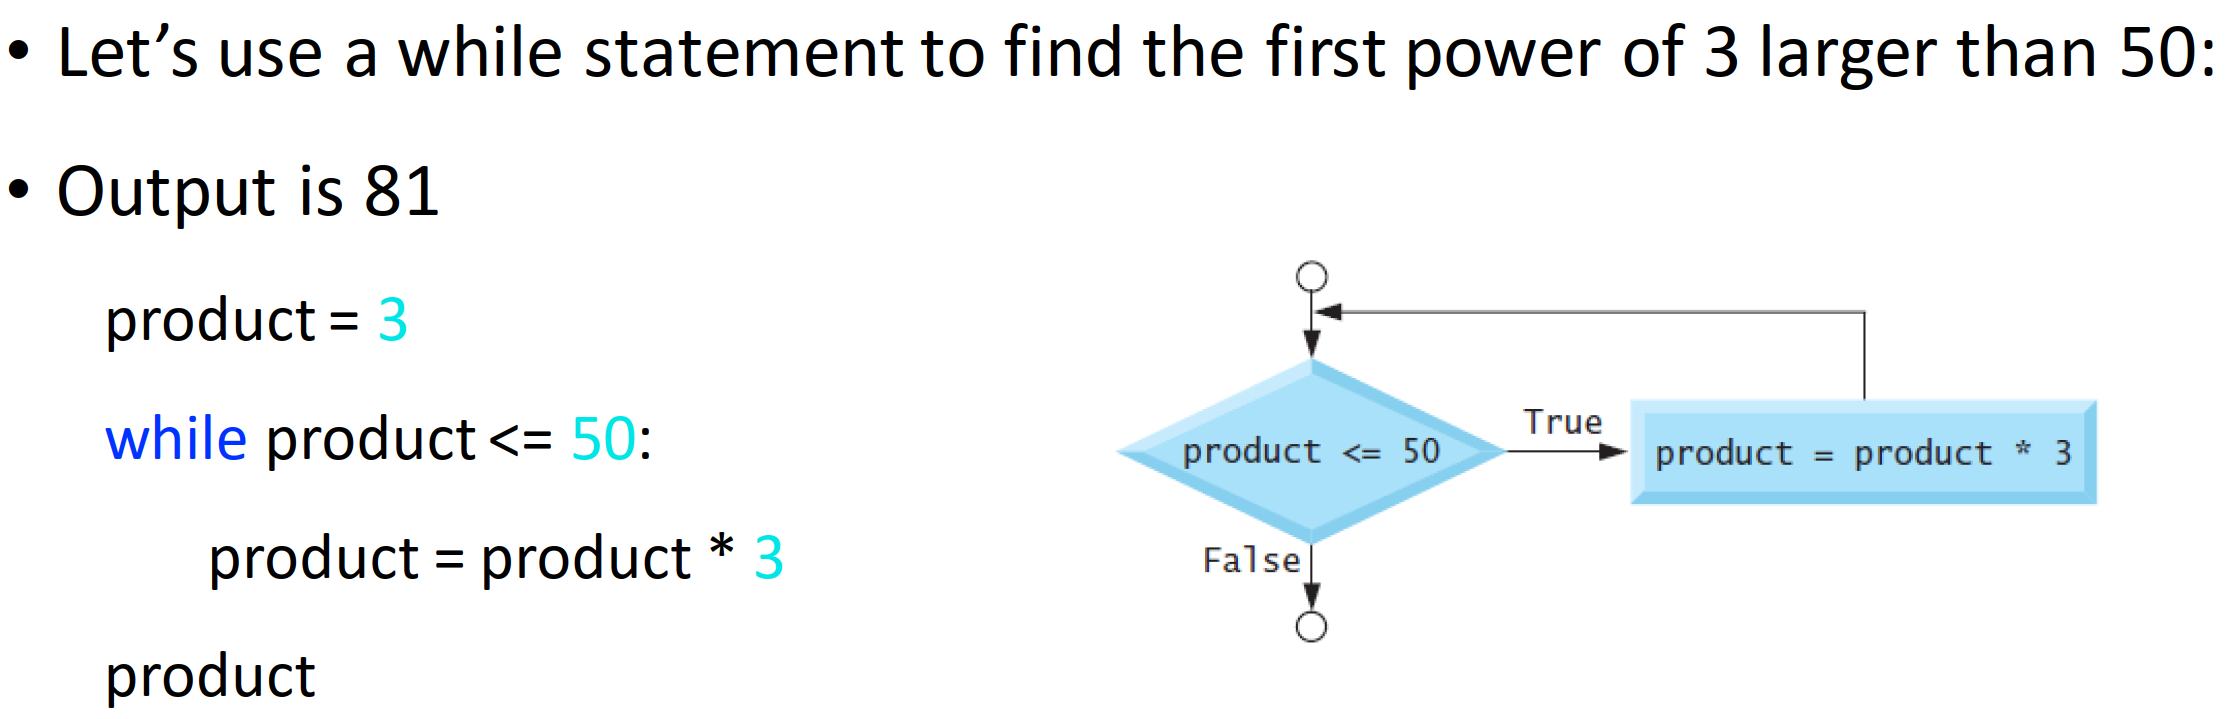 • Let’s use a while statement to find the first power of 3 larger than 50:
• Output is 81
product = 3
while product <= 50:
product = product * 3
product
product <= 50
True
product = product * 3
False